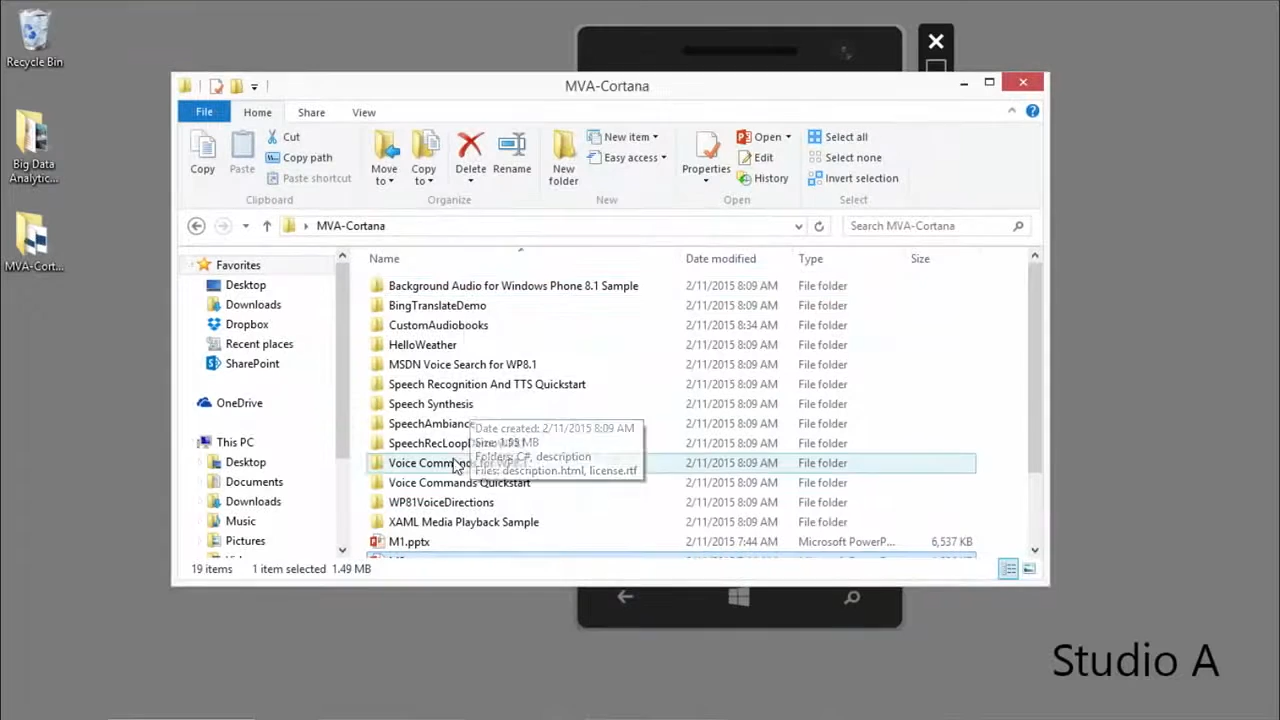 Recycle Bin
Big Data
Analytic...
MVA-Cort...
MVA-Cortana
File Home Share View
Copy
Paste
Cut
Copy path
Paste shortcut
Clipboard
Move to
Copy to
Delete
Rename
Organize
New folder
New item
Easy access
New
Properties
Open
Edit
History
Open
Select all
Select none
Invert selection
Select
MVA-Cortana
Search MVA-Cortana
Favorites
Desktop
Downloads
Dropbox
Recent places
SharePoint
OneDrive
This PC
Desktop
Documents
Downloads
Music
Pictures
Name Date modified Type Size
Background Audio for Windows Phone 8.1 Sample 2/11/2015 8:09 AM File folder
BingTranslateDemo 2/11/2015 8:09 AM File folder
CustomAudiobooks 2/11/2015 8:34 AM File folder
HelloWeather 2/11/2015 8:09 AM File folder
MSDN Voice Search for WP8.1 2/11/2015 8:09 AM File folder
Speech Recognition And TTS Quickstart 2/11/2015 8:09 AM File folder
Speech Synthesis 2/11/2015 8:09 AM File folder
SpeechAmbiance 2/11/2015 8:09 AM File folder
SpeechRecLoop 2/11/2015 8:09 AM File folder
Voice Comm 2/11/2015 8:09 AM File folder
Voice Commands Quickstart 2/11/2015 8:09 AM File folder
WP81VoiceDirections 2/11/2015 8:09 AM File folder
XAML Media Playback Sample 2/11/2015 8:09 AM File folder
M1.pptx 2/11/2015 7:44 AM Microsoft PowerP... 6,537 KB
Date created: 2/11/2015 8:09 AM
Size: 1.95 MB
Folders: C#, description
Files: description.html, license.rtf
19 items 1 item selected 1.49 MB
Studio A